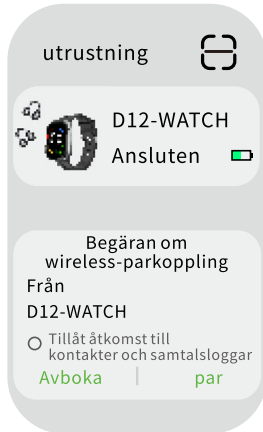 utrustning
D12-WATCH
Ansluten
Begäran om
wireless-parkoppling
Från
D12-WATCH
Tillåt åtkomst till
kontakter och samtalsloggar
Avboka
par